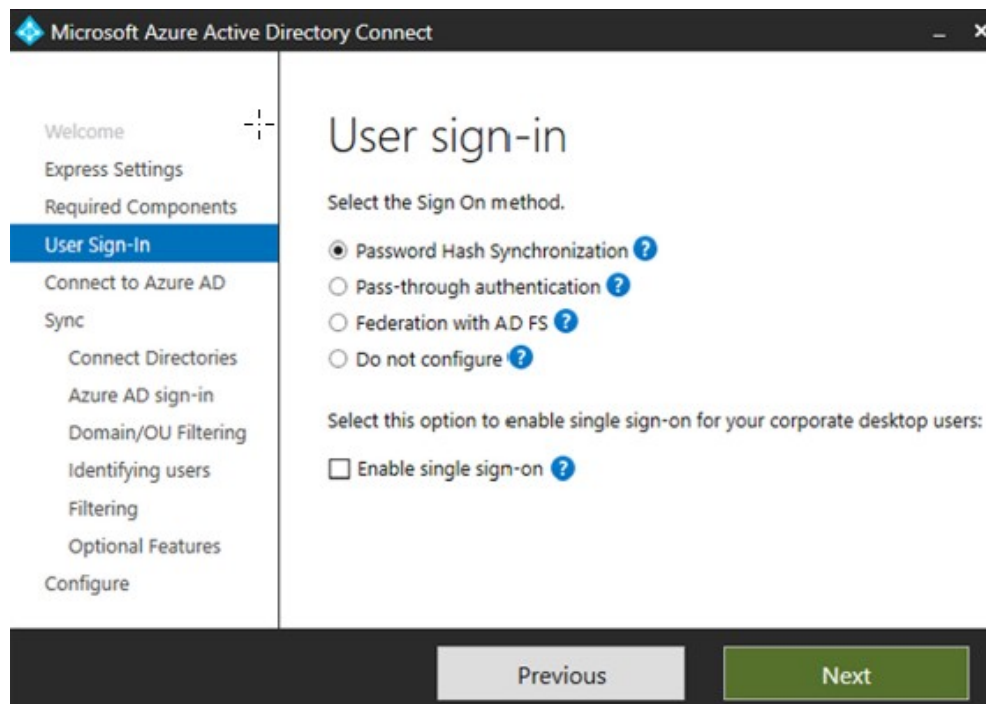 Microsoft Azure Active Directory Connect
Welcome
Express Settings
Required Components
User Sign-In
Connect to Azure AD
Sync
Connect Directories
Azure AD sign-in
Domain/OU Filtering
Identifying users
Filtering
Optional Features
Configure
User sign-in
Select the Sign On method.
Password Hash Synchronization ?
Pass-through authentication ?
Federation with AD FS ?
Do not configure ?
Select this option to enable single sign-on for your corporate desktop users:
Enable single sign-on ?
Previous
Next